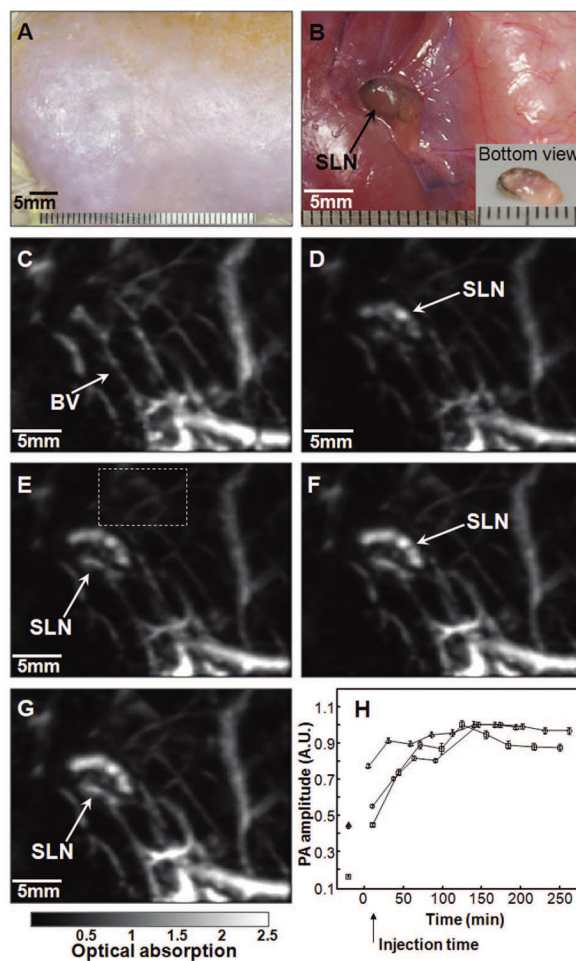 A
5mm
B
SLN
Bottom view
5mm
C
BV
5mm
D
SLN
5mm
E
SLN
5mm
F
SLN
5mm
G
SLN
5mm
H
PA amplitude (A.U.)
1.1
0.9
0.7
0.5
0.3
0.1
0 50 100 150 200 250
Time (min)
Injection time
0.5 1 1.5 2 2.5
Optical absorption